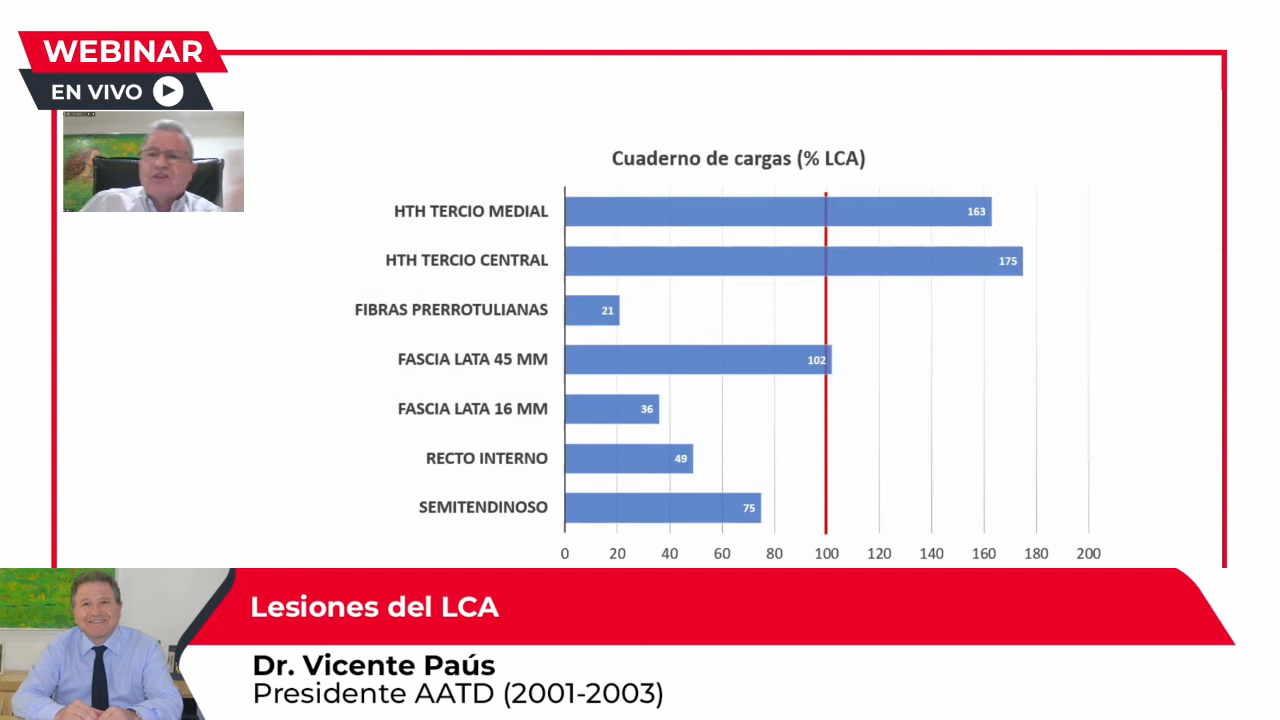 WEBINAR
EN VIVO
Cuaderno de cargas (% LCA)
HTH TERCIO MEDIAL 163
HTH TERCIO CENTRAL 175
FIBRAS PRERROTULIANAS 21
FASCIA LATA 45 MM 102
FASCIA LATA 16 MM 36
RECTO INTERNO 49
SEMITENDINOSO 75
0 20 40 60 80 100 120 140 160 180 200
Lesiones del LCA
Dr. Vicente Paús
Presidente AATD (2001-2003)